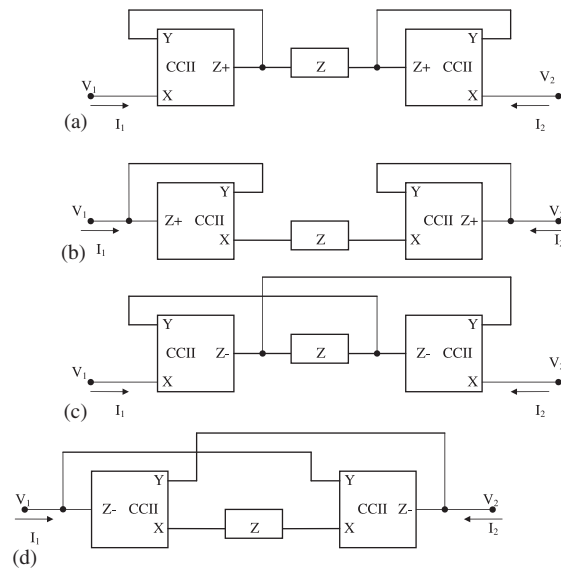 Y Y
CCII Z+ Z Z+ CCII
V1 X X V2
I1 I2
(a)
Y Y
V1 Z+ CCII CCII Z+
X Z X
I1 I2
(b)
Y Y
CCII Z- Z Z- CCII
V1 X X
I1 I2
(c)
Y Y
V1 Z- CCII CCII Z- V2
X Z X
I1 I2
(d)